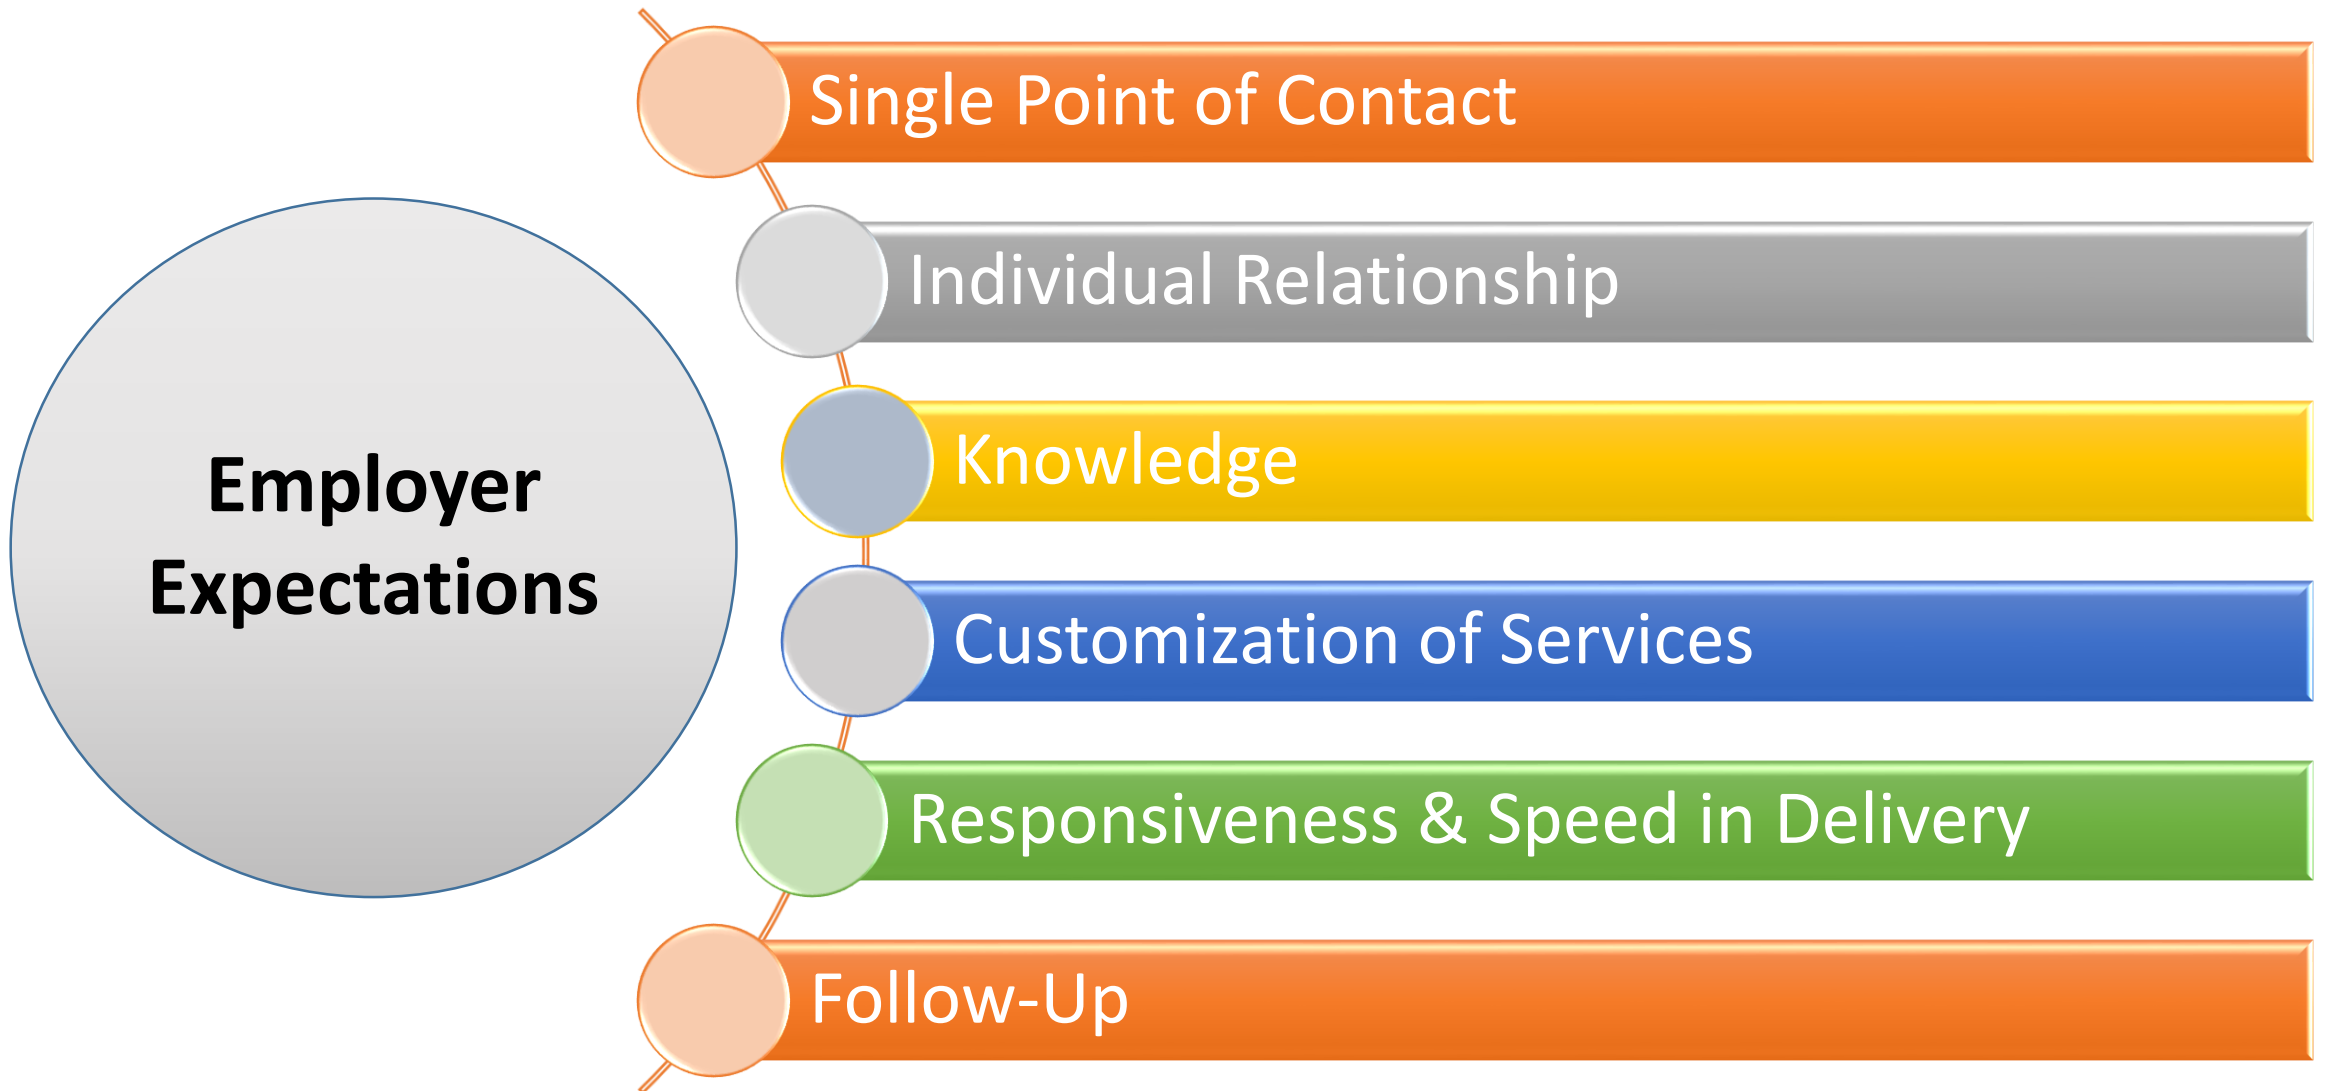 Employer
Expectations
Single Point of Contact
Individual Relationship
Knowledge
Customization of Services
Responsiveness & Speed in Delivery
Follow-Up